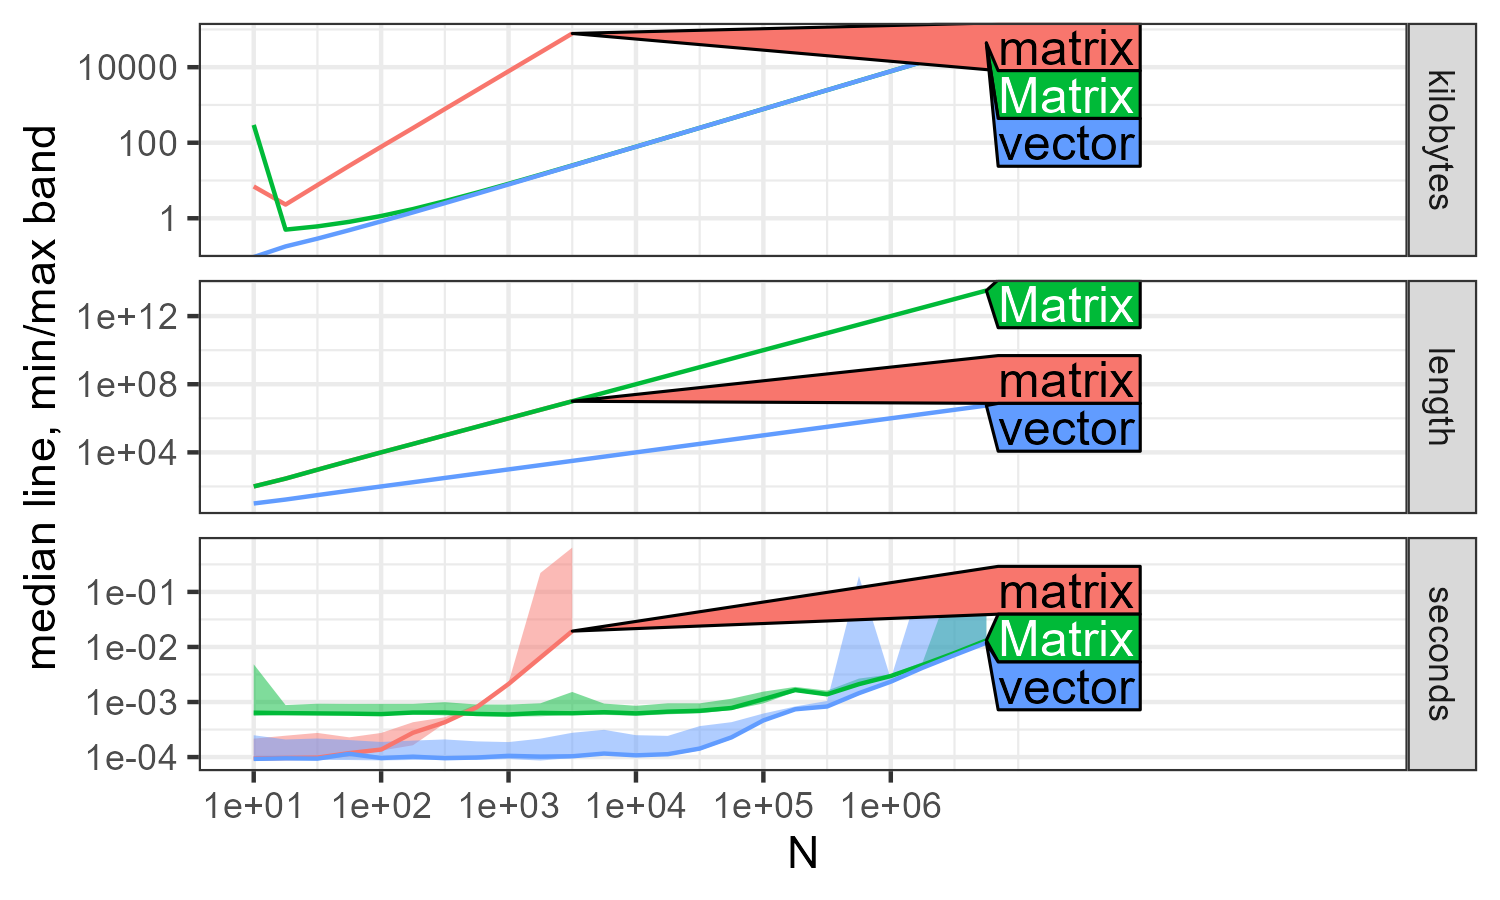 median line, min/max band
10000
100
1
matrix
Matrix
vector
kilobytes
1e+12
1e+08
1e+04
Matrix
matrix
vector
length
1e-01
1e-02
1e-03
1e-04
matrix
Matrix
vector
seconds
1e+01 1e+02 1e+03 1e+04 1e+05 1e+06
N